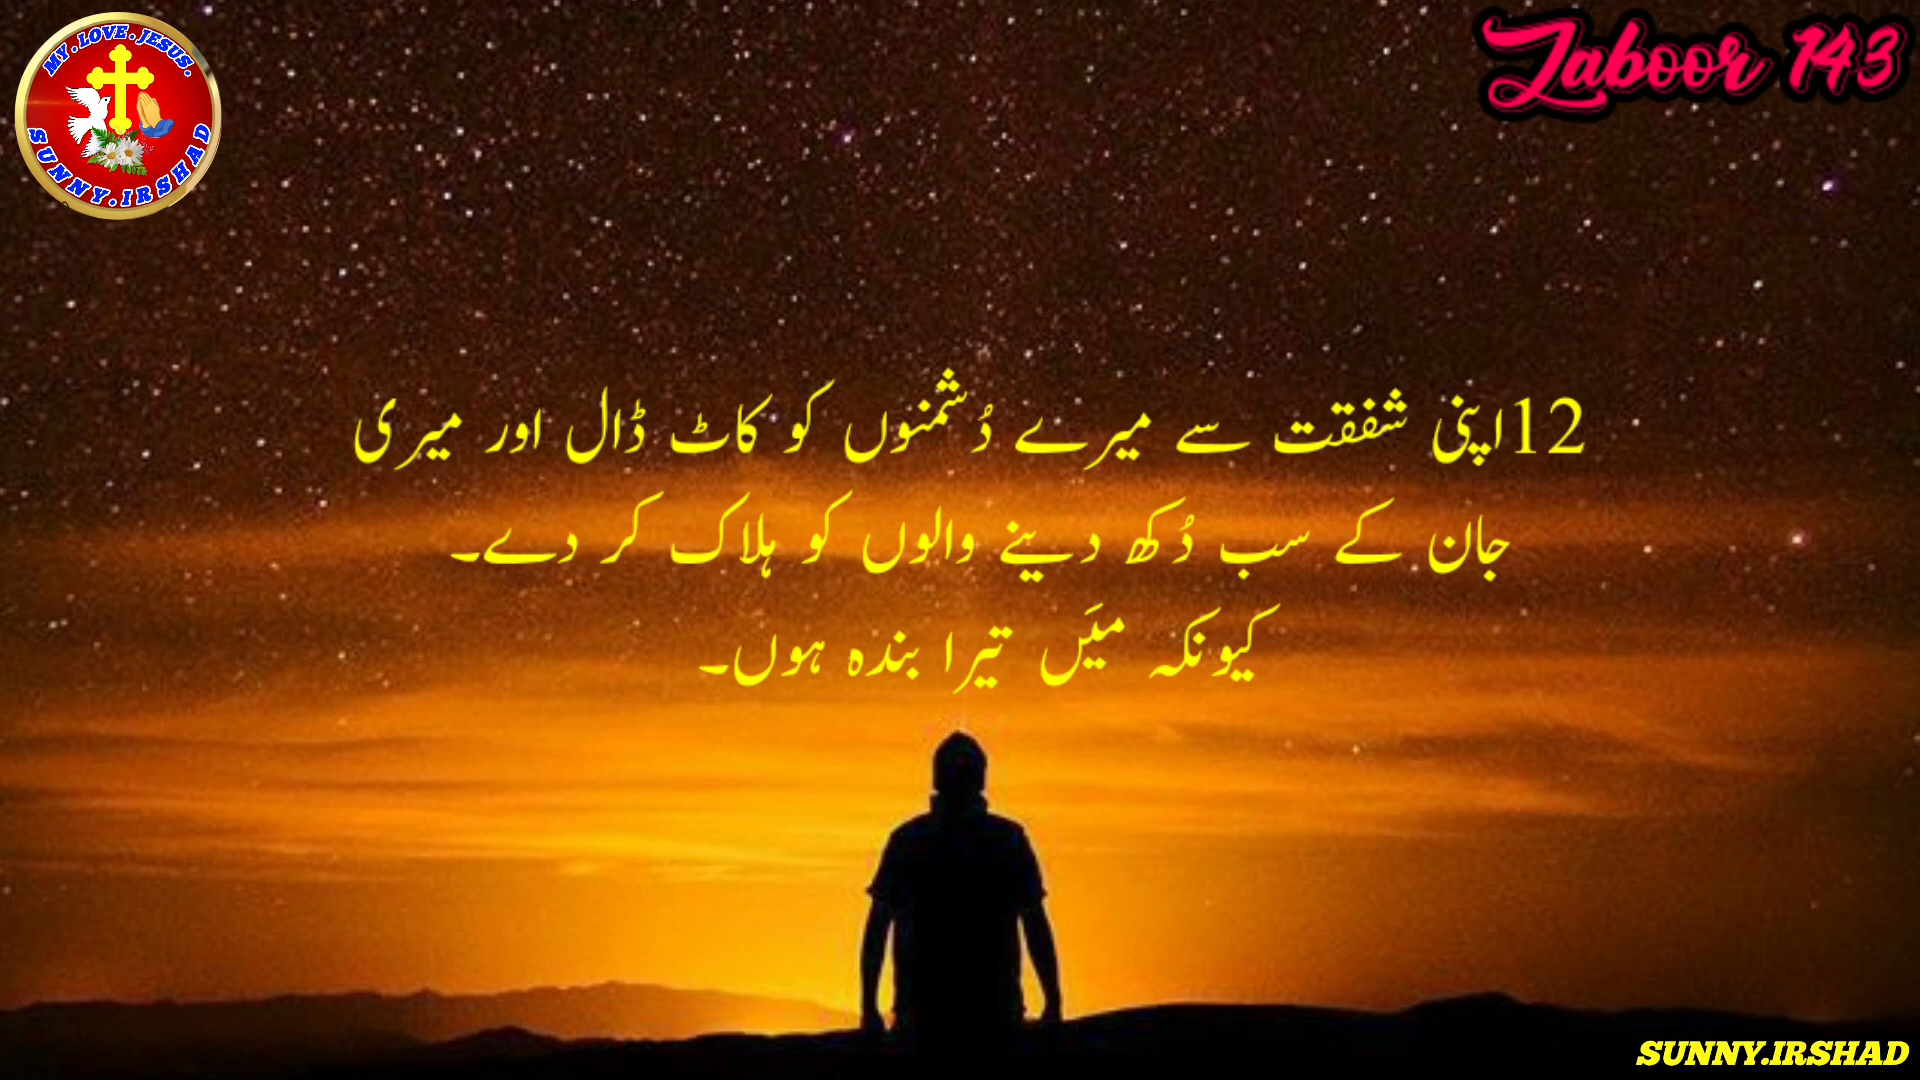 MY.LOVE.JESUS.
SUNNY.IRSHAD
Zaboor 143
12اپنی شفقت سے میرے دُشمنوں کو کاٹ ڈال اور میری
جان کے سب دُکھ دینے والوں کو ہلاک کر دے۔
کیونکہ میَں تیرا بندہ ہوں۔
SUNNY.IRSHAD